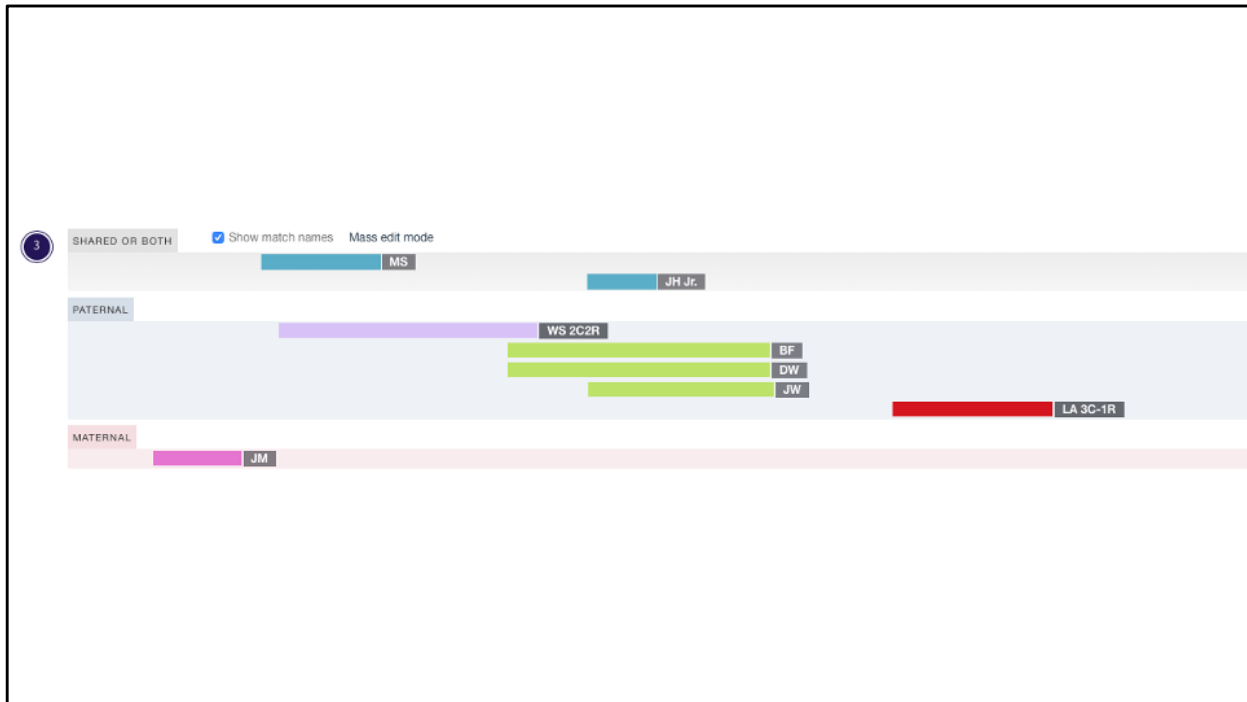 3
SHARED OR BOTH Show match names Mass edit mode
MS
JH Jr.
PATERNAL
WS 2C2R
BF
DW
JW
LA 3C-1R
MATERNAL
JM